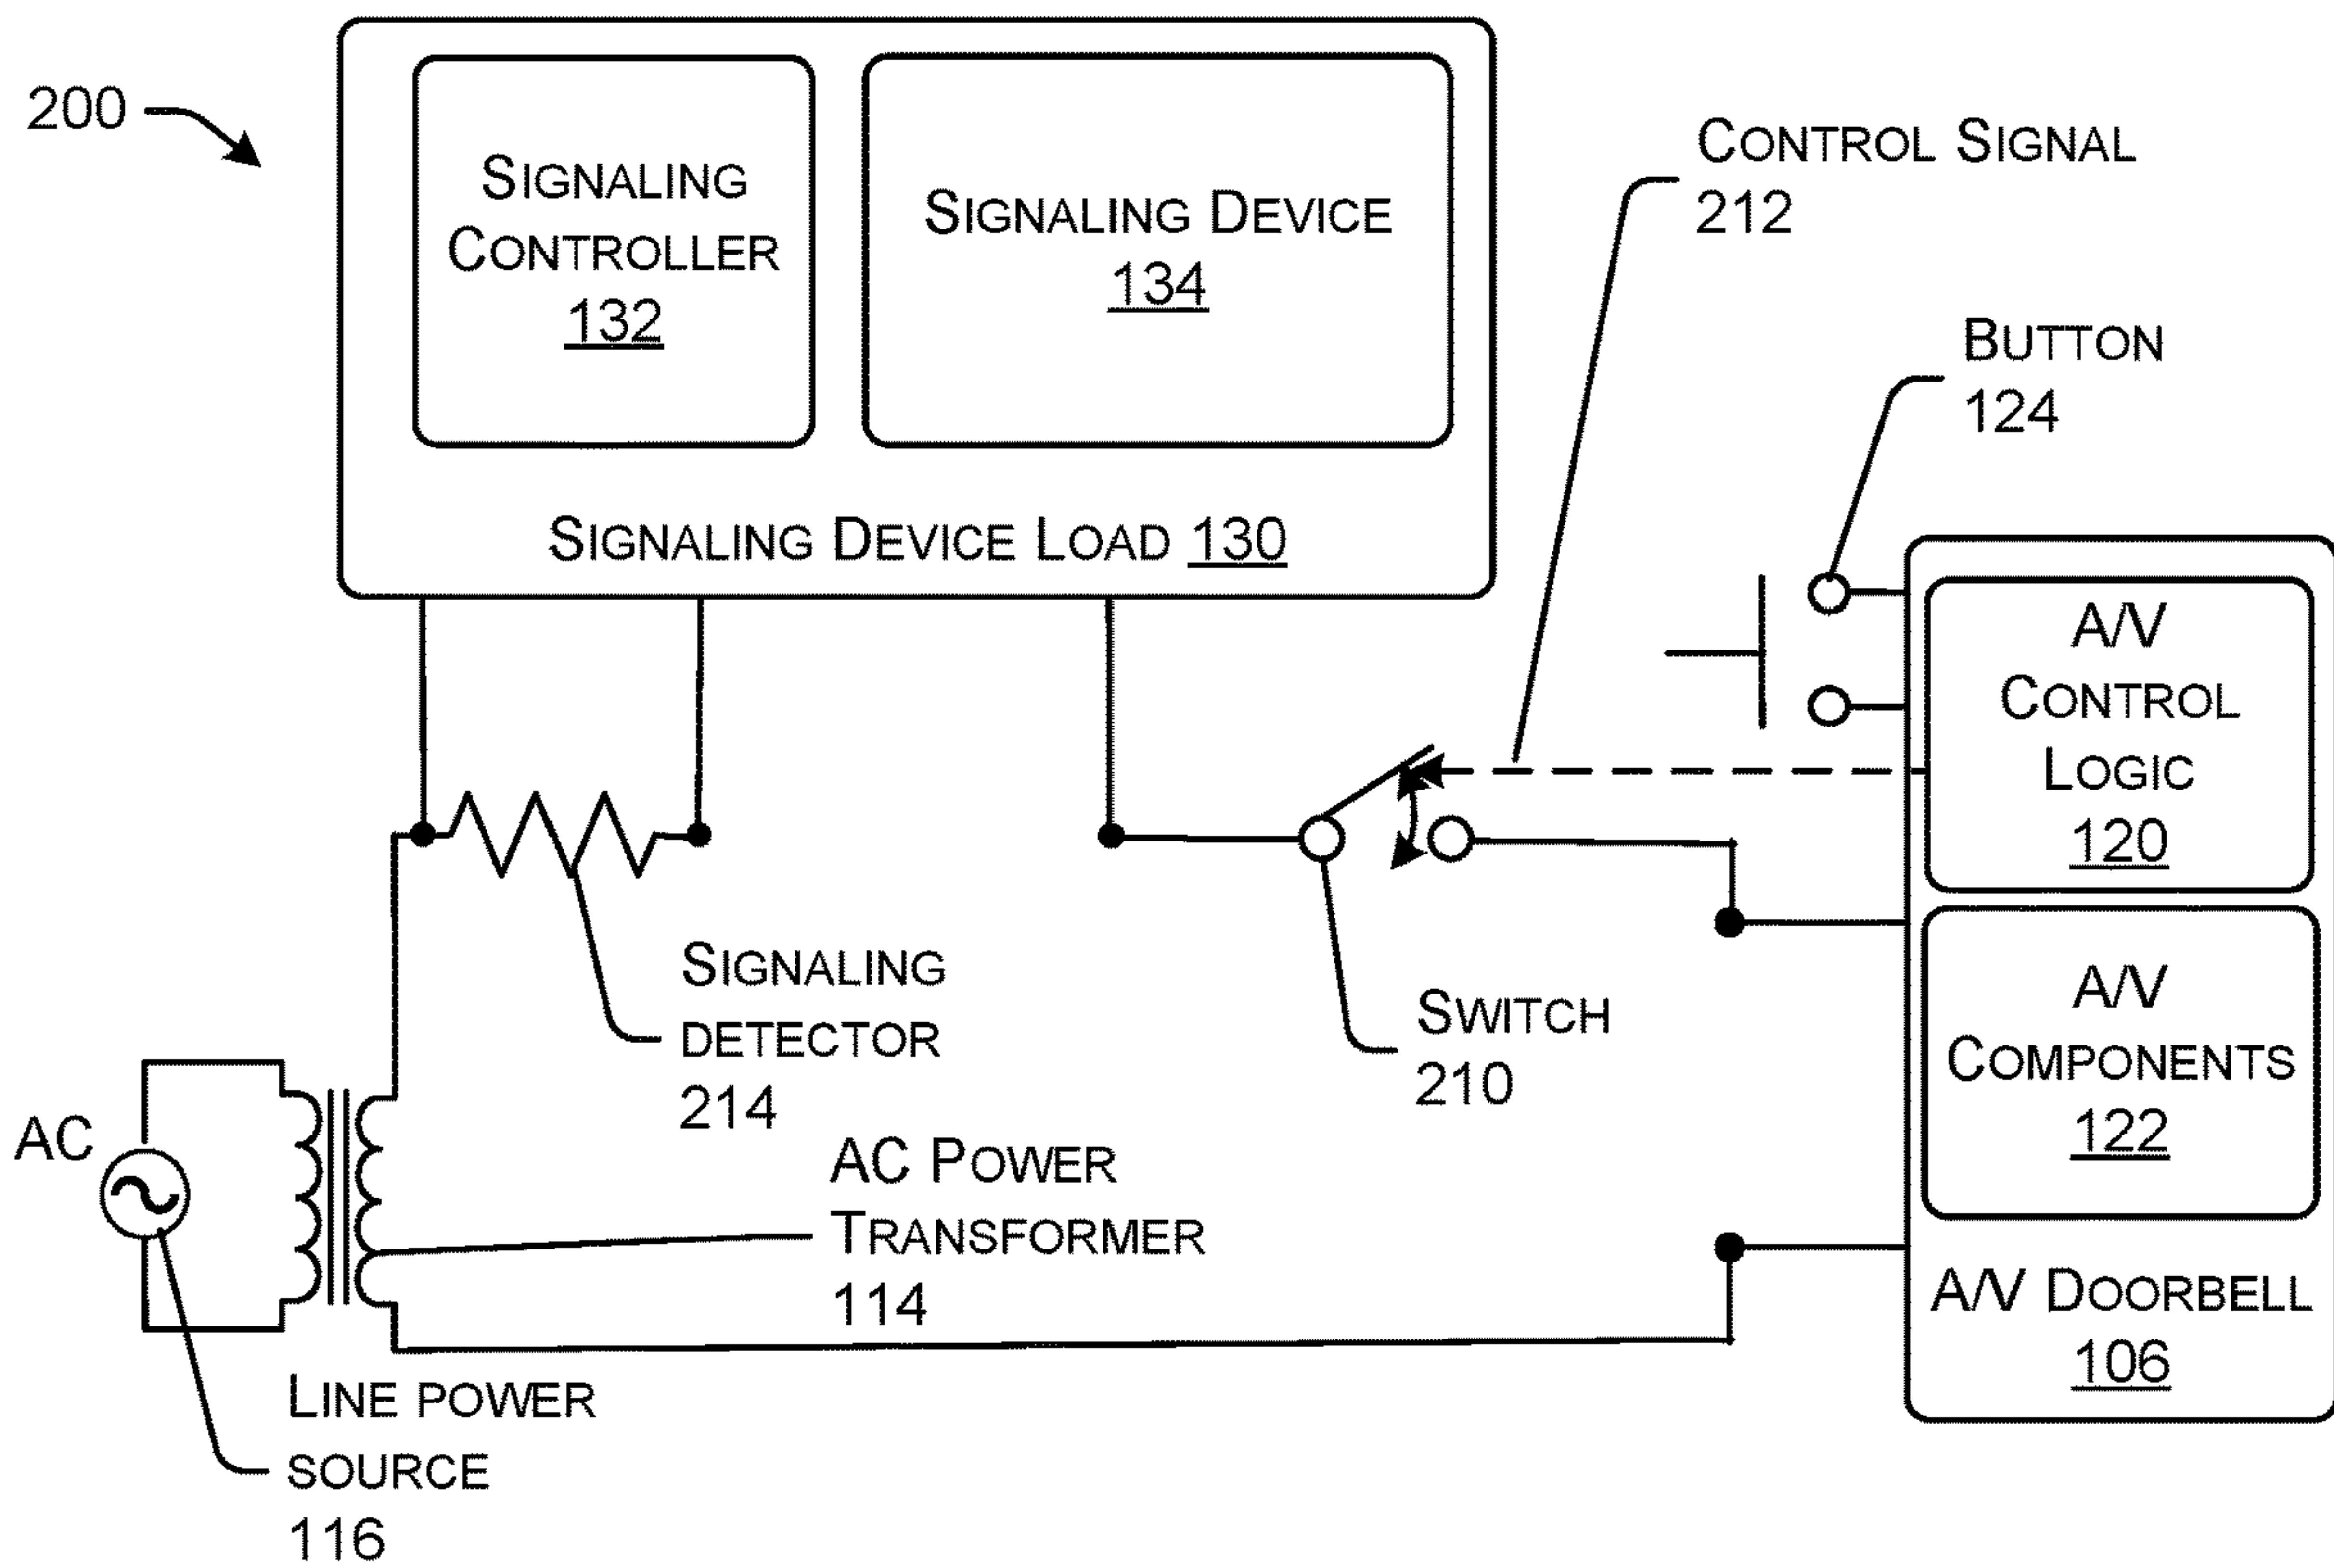 200
SIGNALING
CONTROLLER
132
SIGNALING DEVICE
134
SIGNALING DEVICE LOAD 130
CONTROL SIGNAL
212
BUTTON
124
A/V
CONTROL
LOGIC
120
A/V
COMPONENTS
122
A/V DOORBELL
106
SIGNALING
DETECTOR
214
SWITCH
210
AC
AC POWER
TRANSFORMER
114
LINE POWER
SOURCE
116